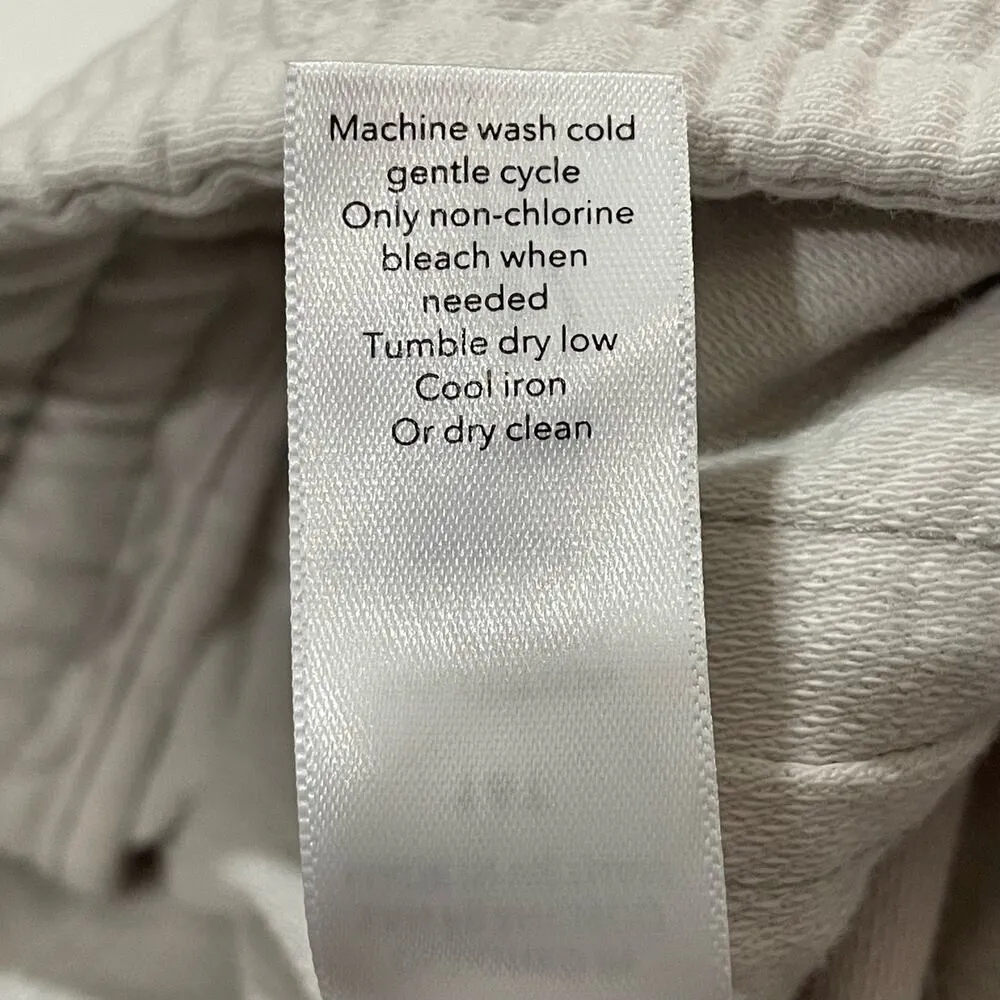 Machine wash cold
gentle cycle
Only non-chlorine
bleach when
needed
Tumble dry low
Cool iron
Or dry clean